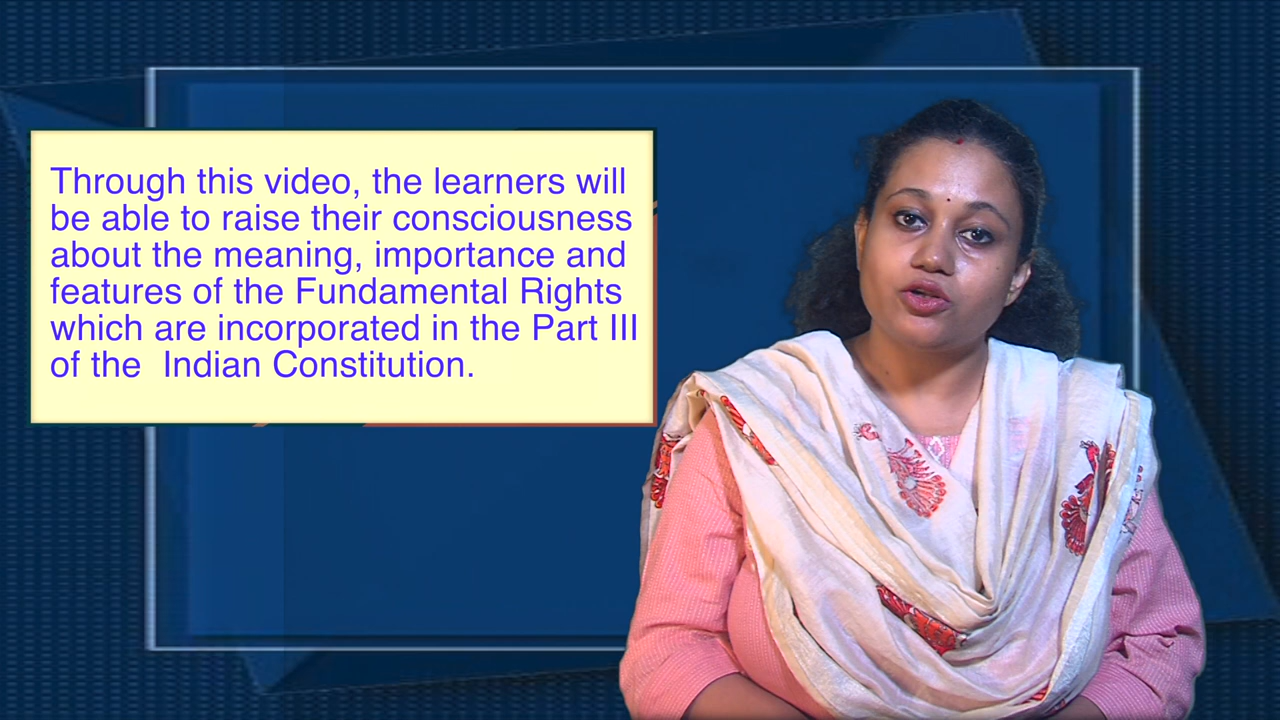 Through this video, the learners will
be able to raise their consciousness
about the meaning, importance and
features of the Fundamental Rights
which are incorporated in the Part III
of the  Indian Constitution.